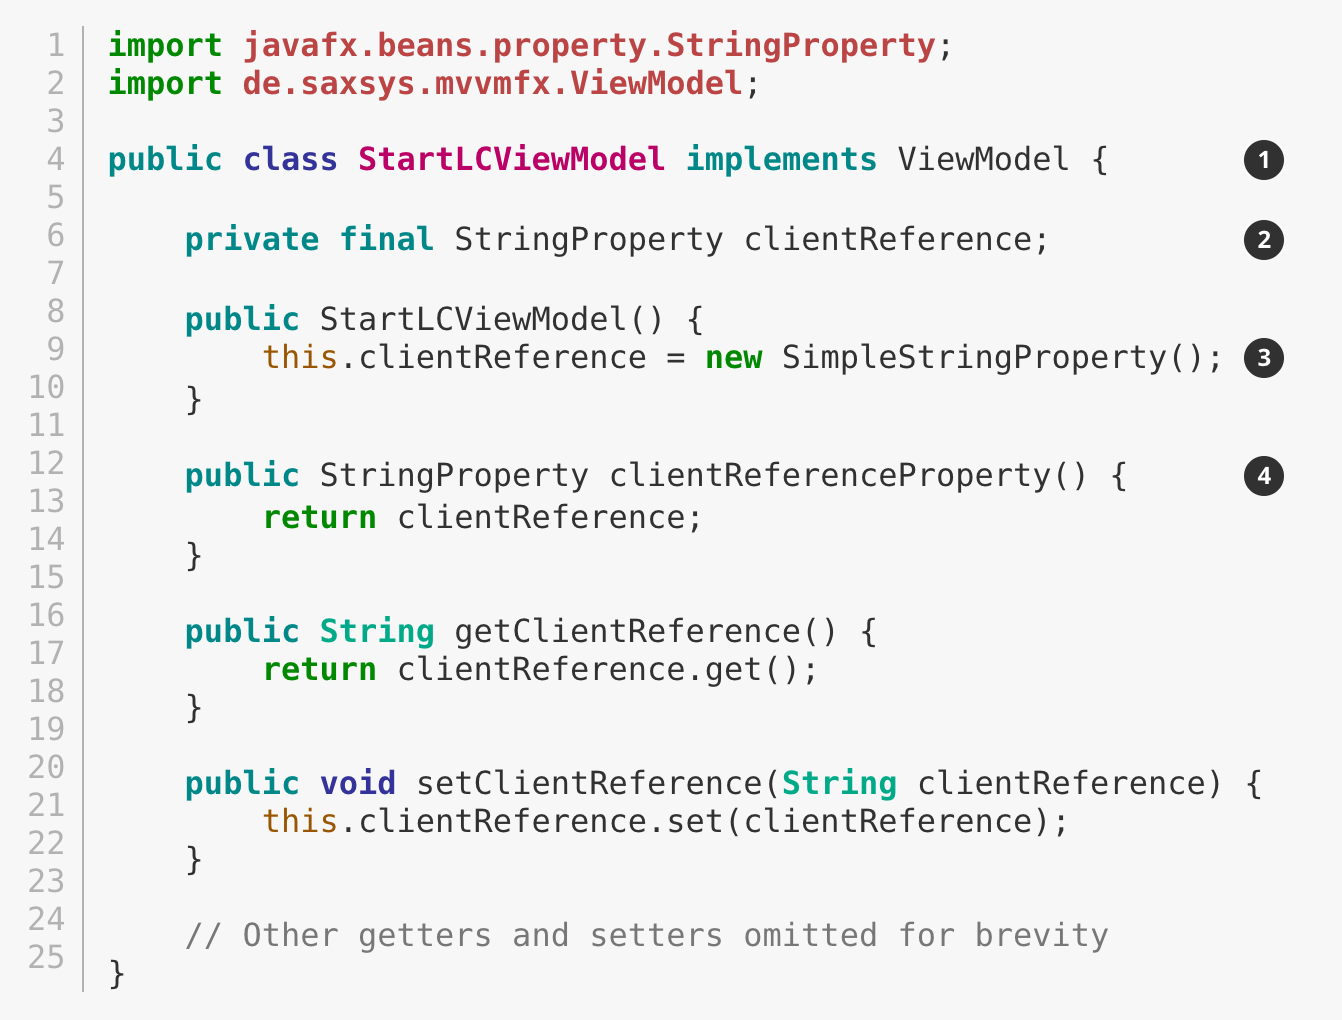 1 import javafx.beans.property.StringProperty;
2 import de.saxsys.mvvmfx.ViewModel;
3
4 public class StartLCViewModel implements ViewModel { 1
5
6     private final StringProperty clientReference; 2
7
8     public StartLCViewModel() {
9         this.clientReference = new SimpleStringProperty(); 3
10     }
11
12     public StringProperty clientReferenceProperty() { 4
13         return clientReference;
14     }
15
16     public String getClientReference() {
17         return clientReference.get();
18     }
19
20     public void setClientReference(String clientReference) {
21         this.clientReference.set(clientReference);
22     }
23
24     // Other getters and setters omitted for brevity
25 }